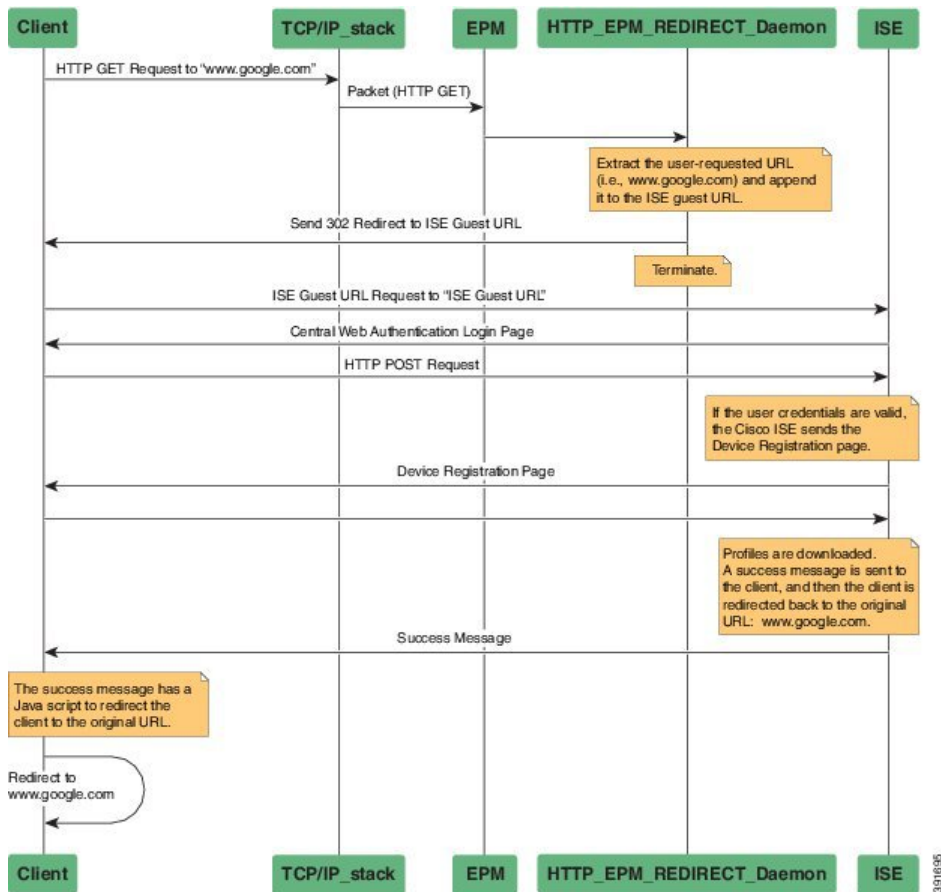 Client TCP/IP_stack EPM HTTP_EPM_REDIRECT_Daemon ISE
HTTP GET Request to “www.google.com”
Packet (HTTP GET)
Extract the user-requested URL
(i.e., www.google.com) and append
it to the ISE guest URL.
Send 302 Redirect to ISE Guest URL
Terminate.
ISE Guest URL Request to “ISE Guest URL”
Central Web Authentication Login Page
HTTP POST Request
If the user credentials are valid,
the Cisco ISE sends the
Device Registration page.
Device Registration Page
Profiles are downloaded.
A success message is sent to
the client, and then the client is
redirected back to the original
URL: www.google.com.
Success Message
The success message has a
Java script to redirect the
client to the original URL.
Redirect to
www.google.com
Client TCP/IP_stack EPM HTTP_EPM_REDIRECT_Daemon ISE